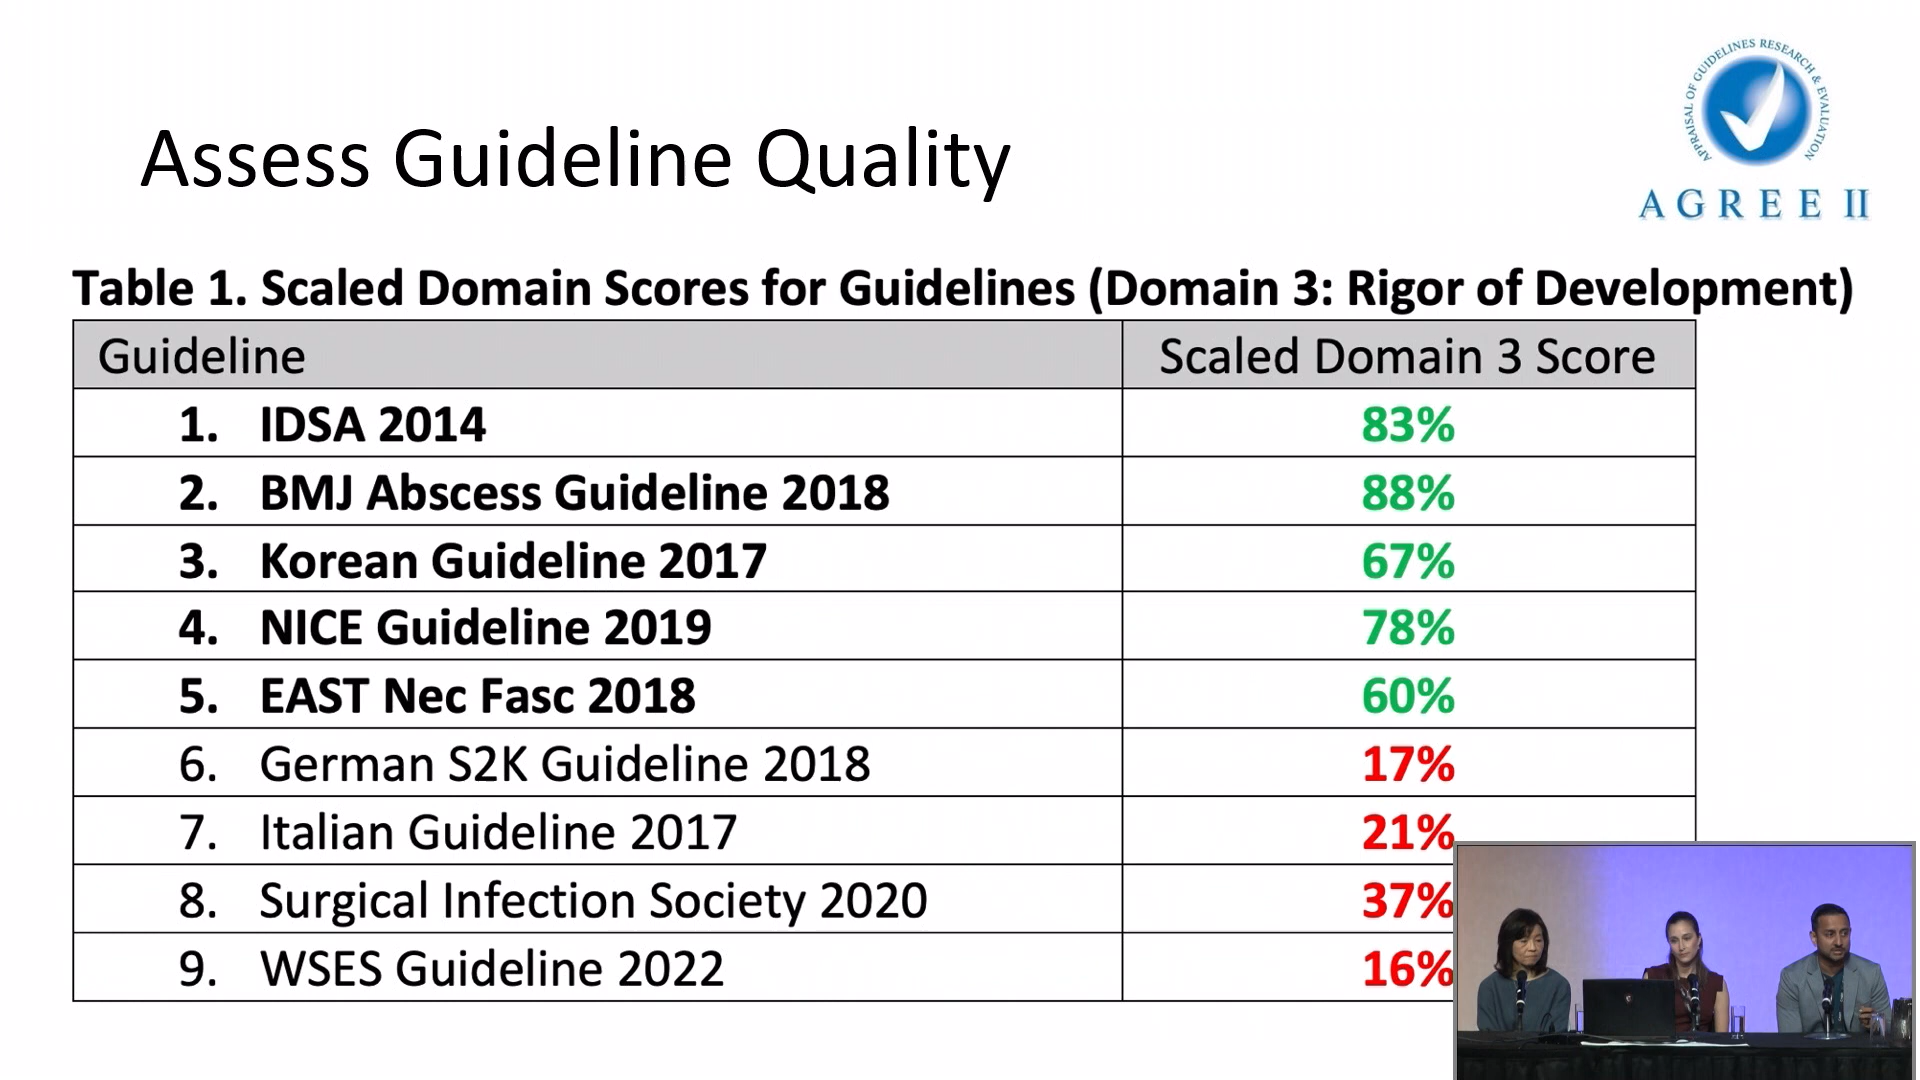 APPRAISAL OF GUIDELINES RESEARCH & EVALUATION
AGREE II
Assess Guideline Quality
Table 1. Scaled Domain Scores for Guidelines (Domain 3: Rigor of Development)
Guideline Scaled Domain 3 Score
1. IDSA 2014 83%
2. BMJ Abscess Guideline 2018 88%
3. Korean Guideline 2017 67%
4. NICE Guideline 2019 78%
5. EAST Nec Fasc 2018 60%
6. German S2K Guideline 2018 17%
7. Italian Guideline 2017 21%
8. Surgical Infection Society 2020 37%
9. WSES Guideline 2022 16%